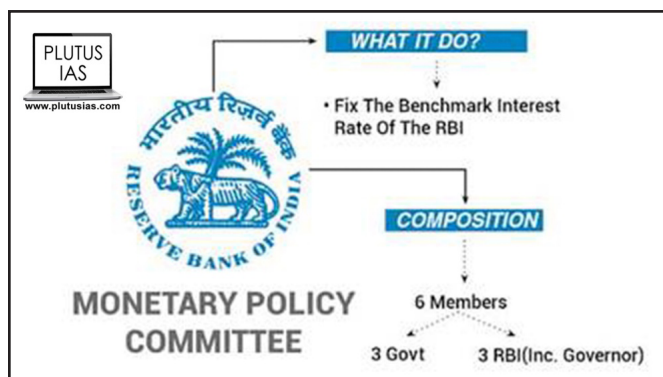 PLUTUS
IAS
www.plutusias.com
WHAT IT DO?
• Fix The Benchmark Interest
Rate Of The RBI
भारतीय रिज़र्व बैंक
RESERVE BANK OF INDIA
COMPOSITION
MONETARY POLICY
COMMITTEE
6 Members
3 Govt
3 RBI(Inc. Governor)